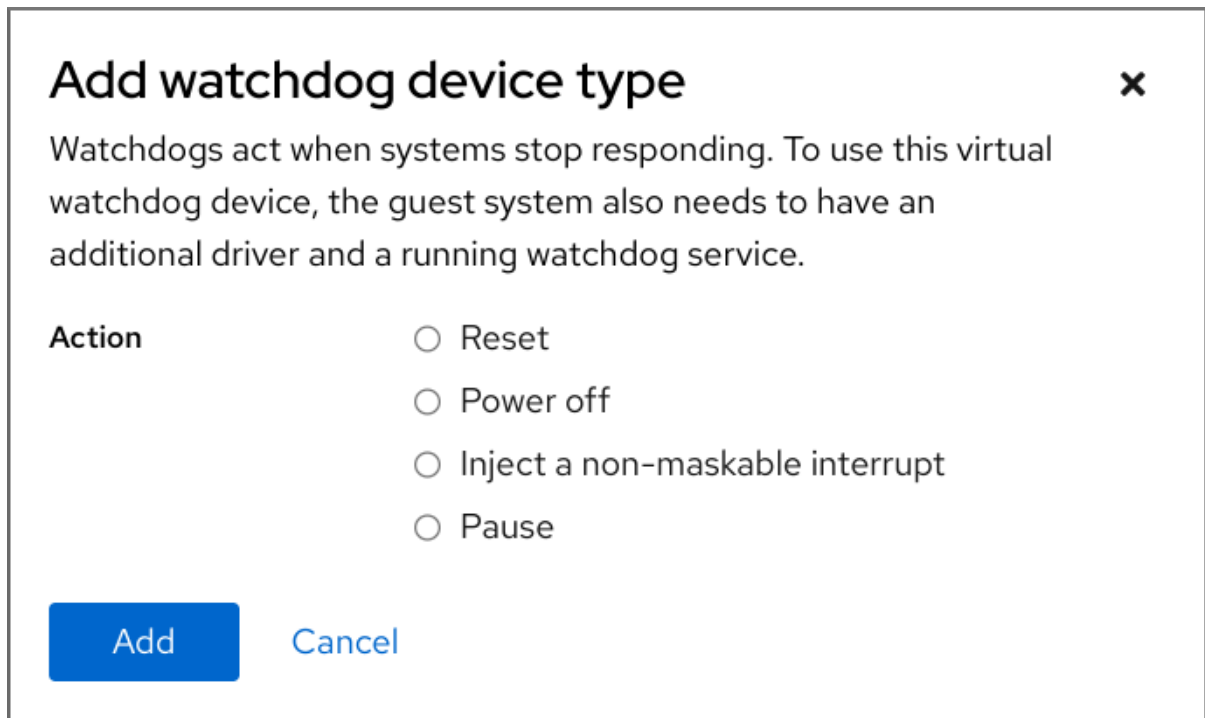 Add watchdog device type
Watchdogs act when systems stop responding. To use this virtual
watchdog device, the guest system also needs to have an
additional driver and a running watchdog service.
Action
Reset
Power off
Inject a non-maskable interrupt
Pause
Add
Cancel